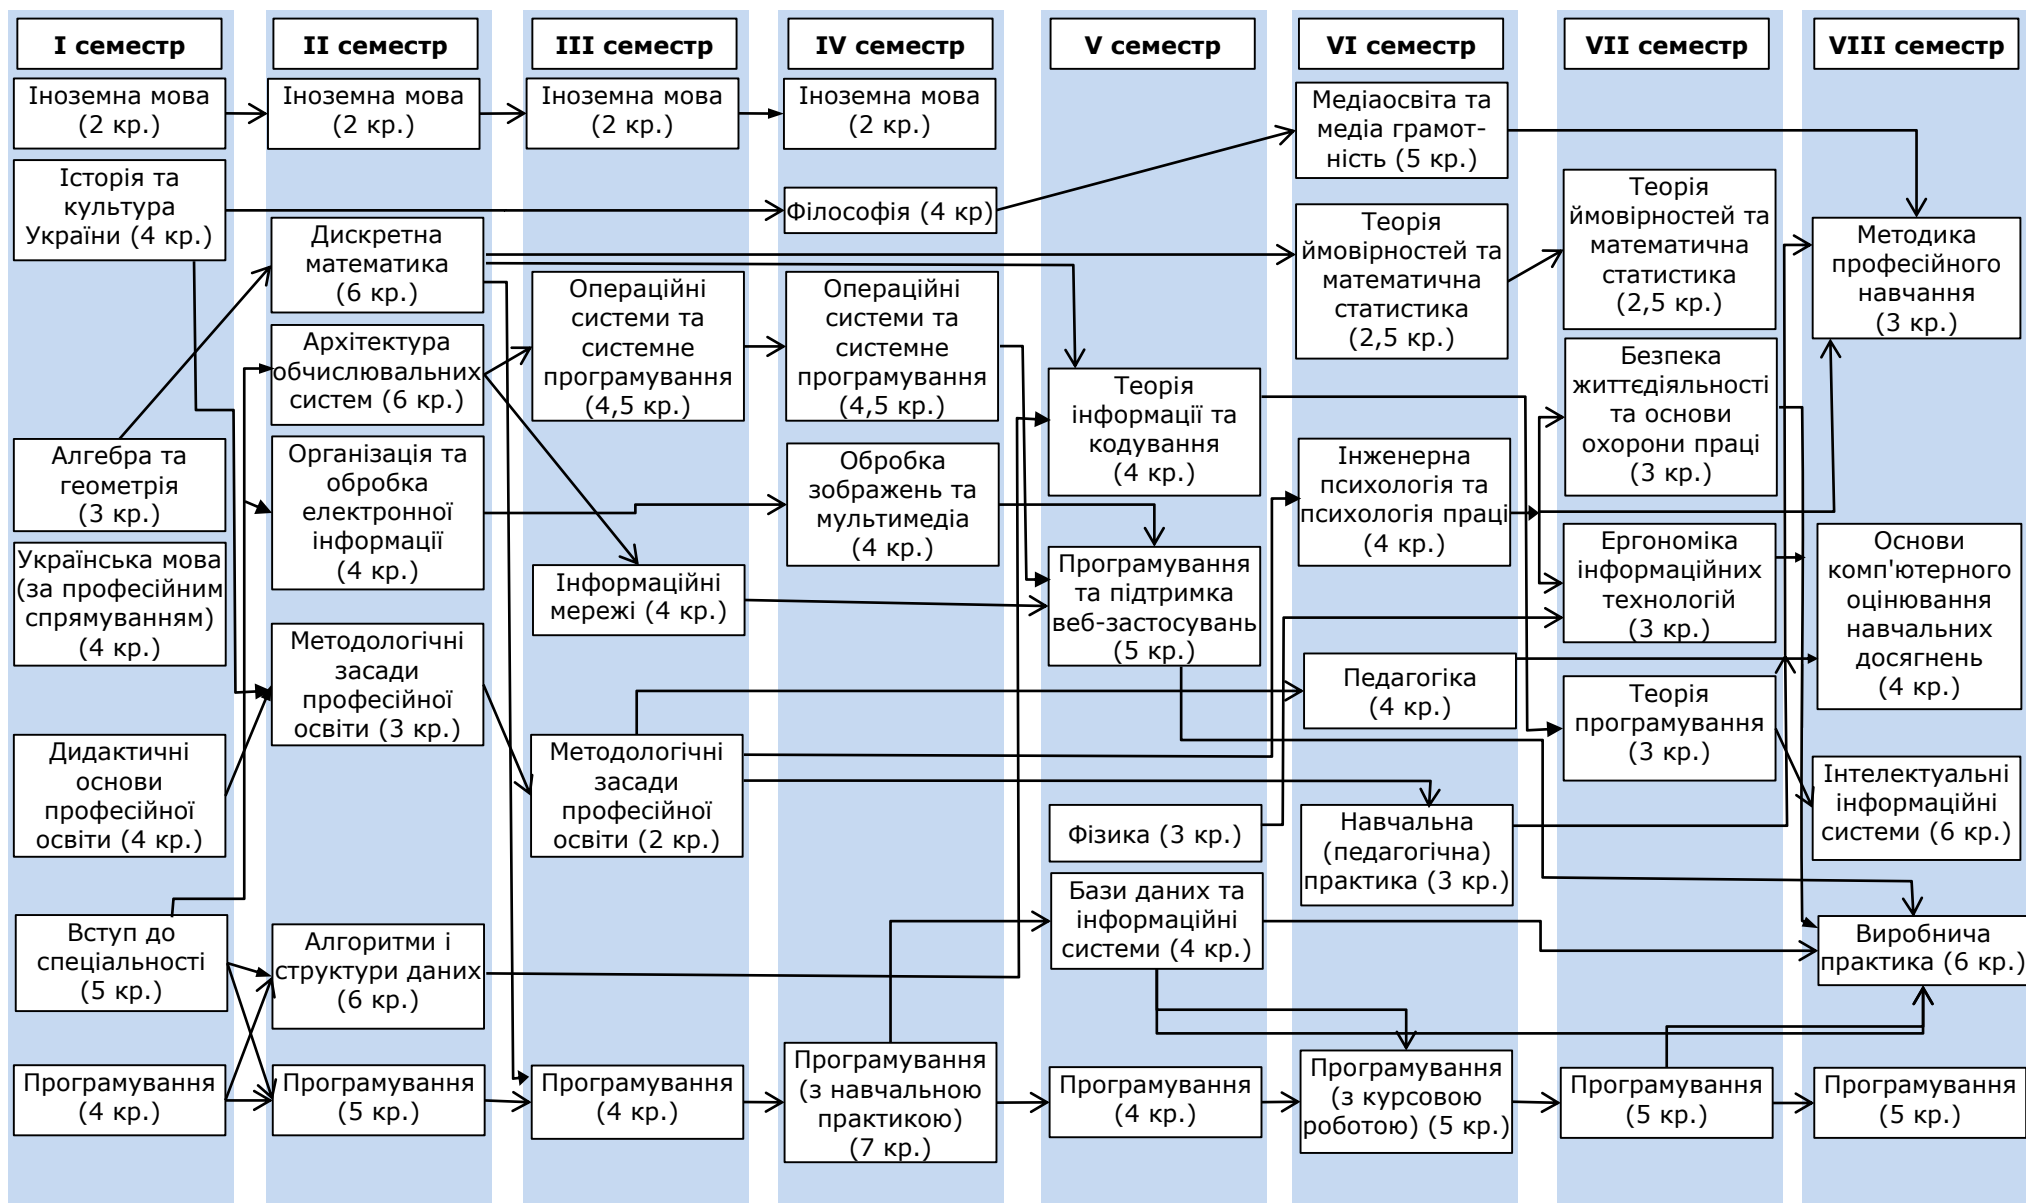 I семестр
Іноземна мова
(2 кр.)
Історія та
культура
України (4 кр.)
Алгебра та
геометрія
(3 кр.)
Українська мова
(за професійним
спрямуванням)
(4 кр.)
Дидактичні
основи
професійної
освіти (4 кр.)
Вступ до
спеціальності
(5 кр.)
Програмування
(4 кр.)
II семестр
Іноземна мова
(2 кр.)
Дискретна
математика
(6 кр.)
Архітектура
обчислювальних
систем (6 кр.)
Організація та
обробка
електронної
інформації
(4 кр.)
Методологічні
засади
професійної
освіти (3 кр.)
Алгоритми і
структури даних
(6 кр.)
Програмування
(5 кр.)
III семестр
Іноземна мова
(2 кр.)
Операційні
системи та
системне
програмування
(4,5 кр.)
Інформаційні
мережі (4 кр.)
Методологічні
засади
професійної
освіти (2 кр.)
Програмування
(4 кр.)
IV семестр
Іноземна мова
(2 кр.)
Філософія (4 кр)
Операційні
системи та
системне
програмування
(4,5 кр.)
Обробка
зображень та
мультимедіа
(4 кр.)
Програмування
(з навчальною
практикою)
(7 кр.)
V семестр
Теорія
інформації та
кодування
(4 кр.)
Програмування
та підтримка
веб-застосувань
(5 кр.)
Фізика (3 кр.)
Бази даних та
інформаційні
системи (4 кр.)
Програмування
(4 кр.)
VI семестр
Медіаосвіта та
медіа грамот-
ність (5 кр.)
Теорія
ймовірностей та
математична
статистика
(2,5 кр.)
Інженерна
психологія та
психологія праці
(4 кр.)
Педагогіка
(4 кр.)
Навчальна
(педагогічна)
практика (3 кр.)
Програмування
(з курсовою
роботою) (5 кр.)
VII семестр
Теорія
ймовірностей та
математична
статистика
(2,5 кр.)
Безпека
життєдіяльності
та основи
охорони праці
(3 кр.)
Ергономіка
інформаційних
технологій
(3 кр.)
Теорія
програмування
(3 кр.)
Програмування
(5 кр.)
VIII семестр
Методика
професійного
навчання
(3 кр.)
Основи
комп'ютерного
оцінювання
навчальних
досягнень
(4 кр.)
Інтелектуальні
інформаційні
системи (6 кр.)
Виробнича
практика (6 кр.)
Програмування
(5 кр.)